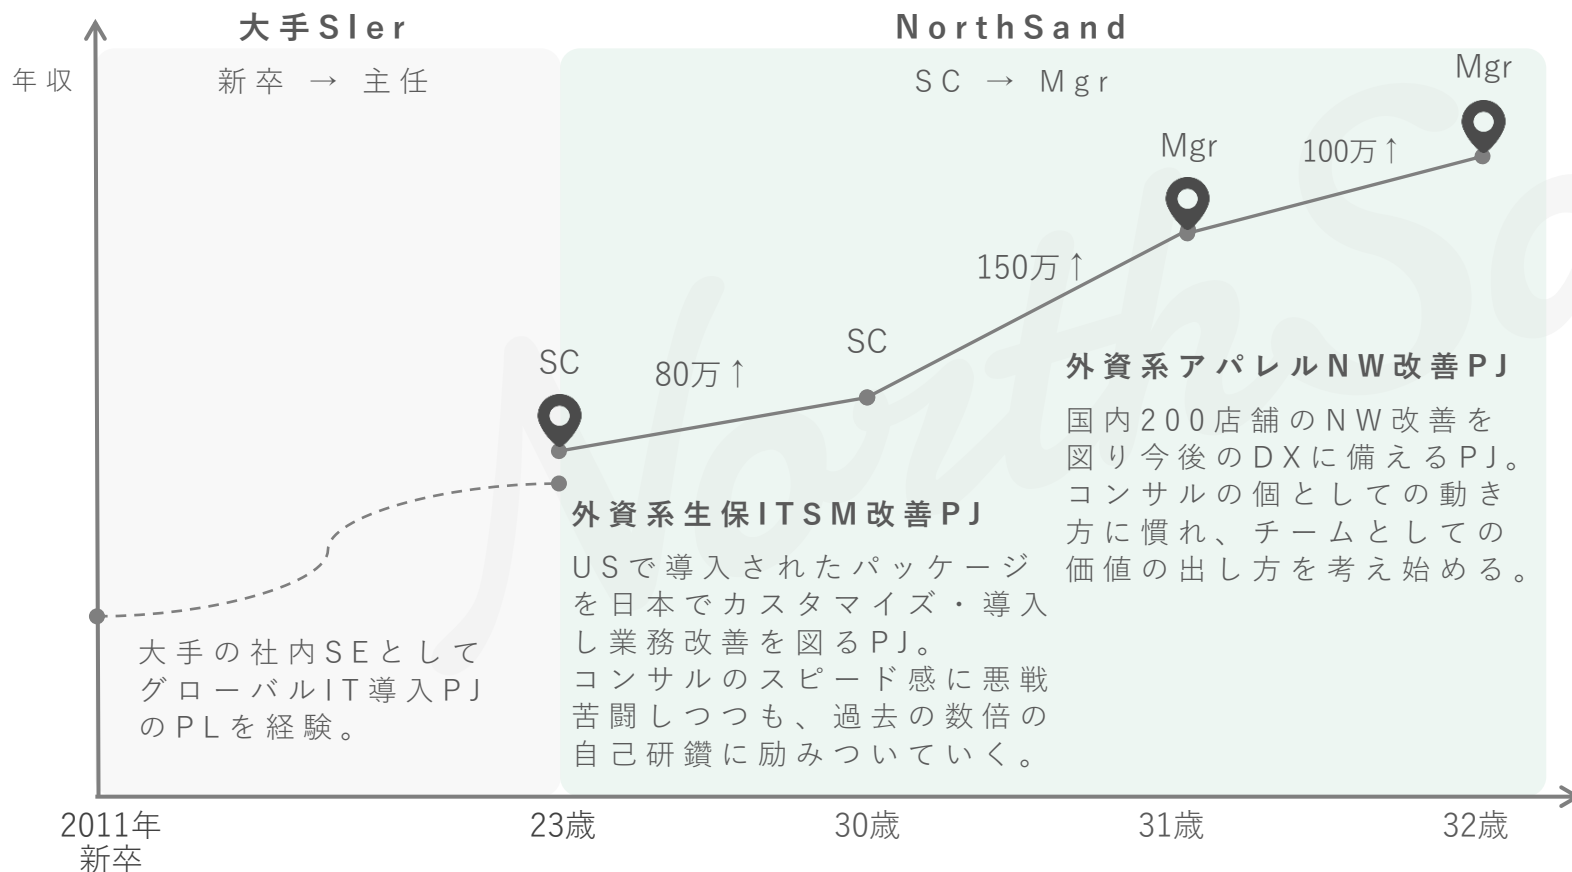 大手SIer
NorthSand
年収
新卒 → 主任
SC → Mgr
Mgr
Mgr
100万↑
150万↑
SC
SC
80万↑
外資系アパレルNW改善PJ
国内200店舗のNW改善を
図り今後のDXに備えるPJ。
コンサルの個としての動き
方に慣れ、チームとしての
価値の出し方を考え始める。
外資系生保ITSM改善PJ
USで導入されたパッケージ
を日本でカスタマイズ・導入
し業務改善を図るPJ。
コンサルのスピード感に悪戦
苦闘しつつも、過去の数倍の
自己研鑽に励みついていく。
大手の社内SEとして
グローバルIT導入PJ
のPLを経験。
2011年
新卒
23歳
30歳
31歳
32歳
NorthSa